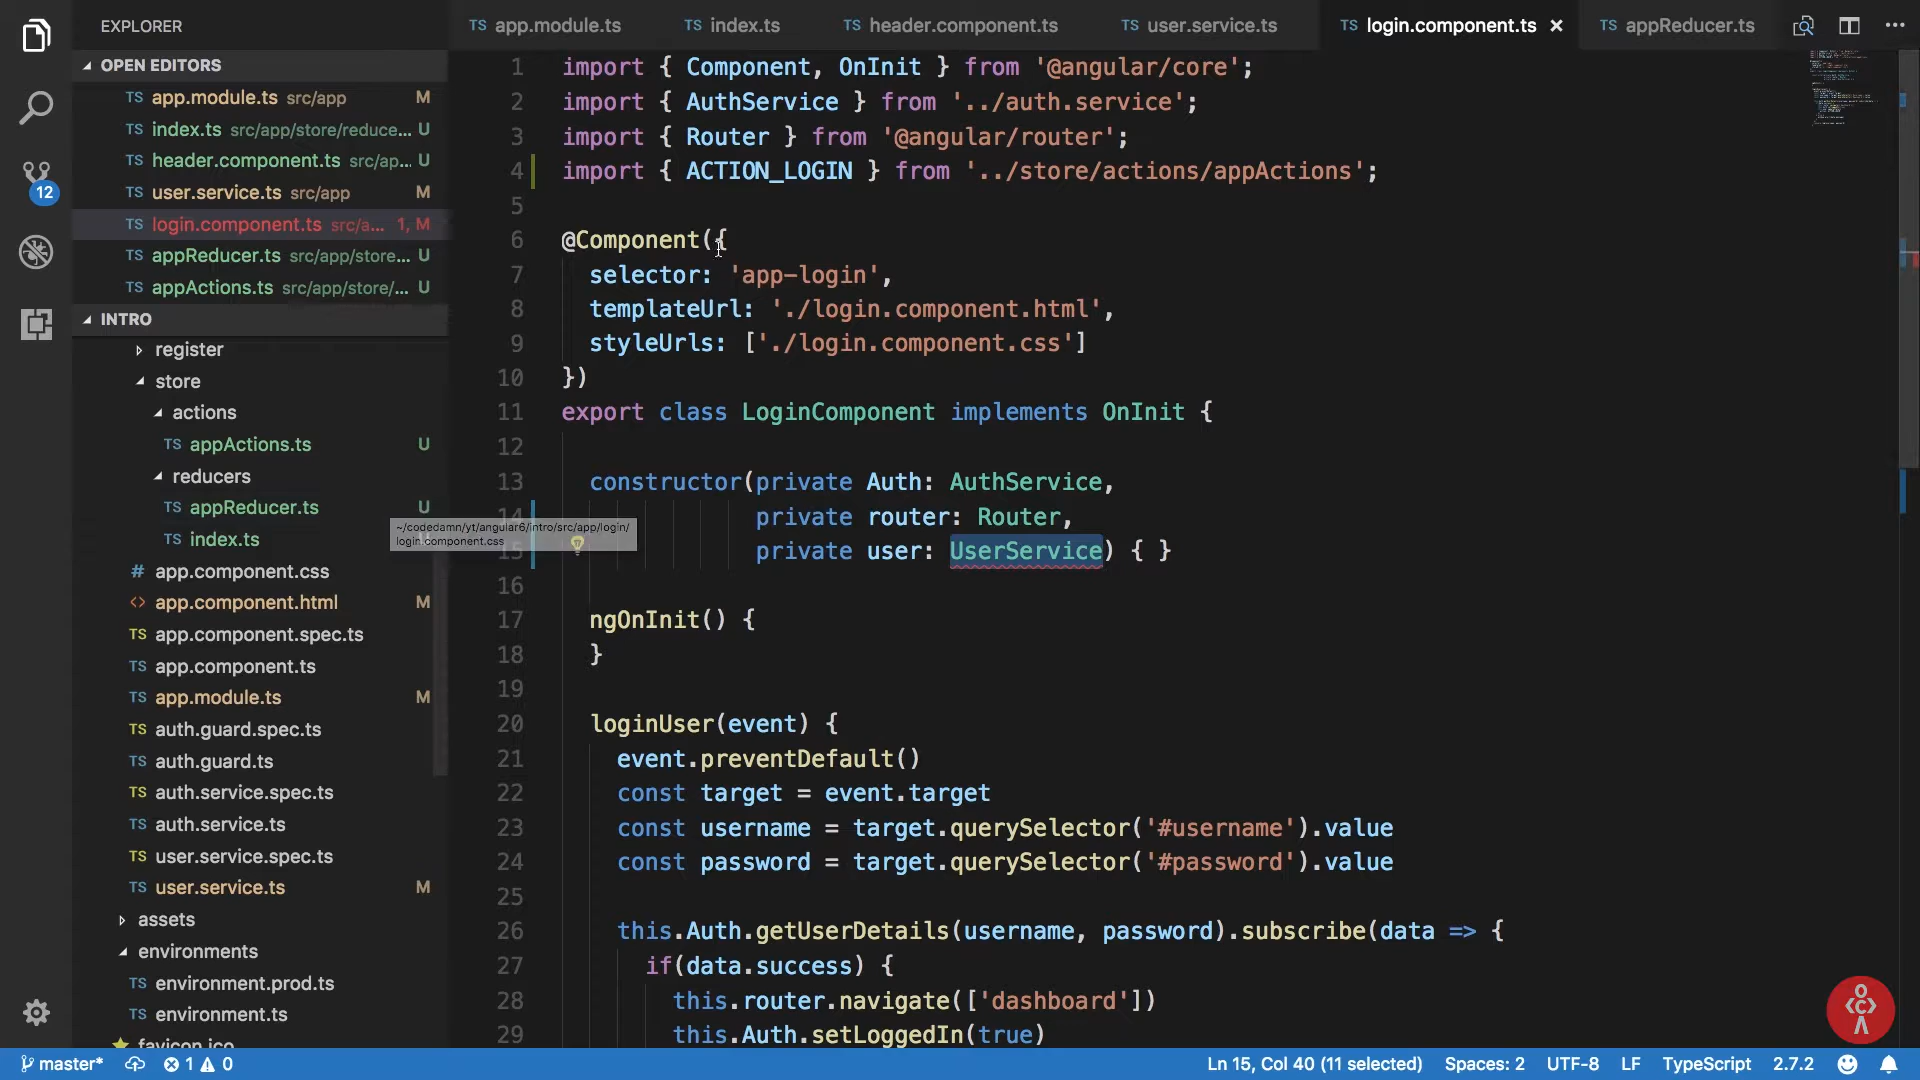 EXPLORER
OPEN EDITORS
TS app.module.ts src/app M
TS index.ts src/app/store/reduce... U
TS header.component.ts src/ap... U
TS user.service.ts src/app M
TS login.component.ts src/a... 1, M
TS appReducer.ts src/app/store... U
TS appActions.ts src/app/store/... U
12
INTRO
register
store
actions
TS appActions.ts U
reducers
TS appReducer.ts U
TS index.ts
# app.component.css
<> app.component.html M
TS app.component.spec.ts
TS app.component.ts
TS app.module.ts M
TS auth.guard.spec.ts
TS auth.guard.ts
TS auth.service.spec.ts
TS auth.service.ts
TS user.service.spec.ts
TS user.service.ts M
assets
environments
TS environment.prod.ts
TS environment.ts
favicon.ico
TS app.module.ts TS index.ts TS header.component.ts TS user.service.ts TS login.component.ts × TS appReducer.ts
1 import { Component, OnInit } from '@angular/core';
2 import { AuthService } from '../auth.service';
3 import { Router } from '@angular/router';
4 import { ACTION_LOGIN } from '../store/actions/appActions';
5
6 @Component({
7 selector: 'app-login',
8 templateUrl: './login.component.html',
9 styleUrls: ['./login.component.css']
10 })
11 export class LoginComponent implements OnInit {
12
13 constructor(private Auth: AuthService,
14 private router: Router,
15 private user: UserService) { }
16
17 ngOnInit() {
18 }
19
20 loginUser(event) {
21 event.preventDefault()
22 const target = event.target
23 const username = target.querySelector('#username').value
24 const password = target.querySelector('#password').value
25
26 this.Auth.getUserDetails(username, password).subscribe(data => {
27 if(data.success) {
28 this.router.navigate(['dashboard'])
29 this.Auth.setLoggedIn(true)
~/codedamn/yt/angular6/intro/src/app/login/
login.component.css
master* 1 0 Ln 15, Col 40 (11 selected) Spaces: 2 UTF-8 LF TypeScript 2.7.2